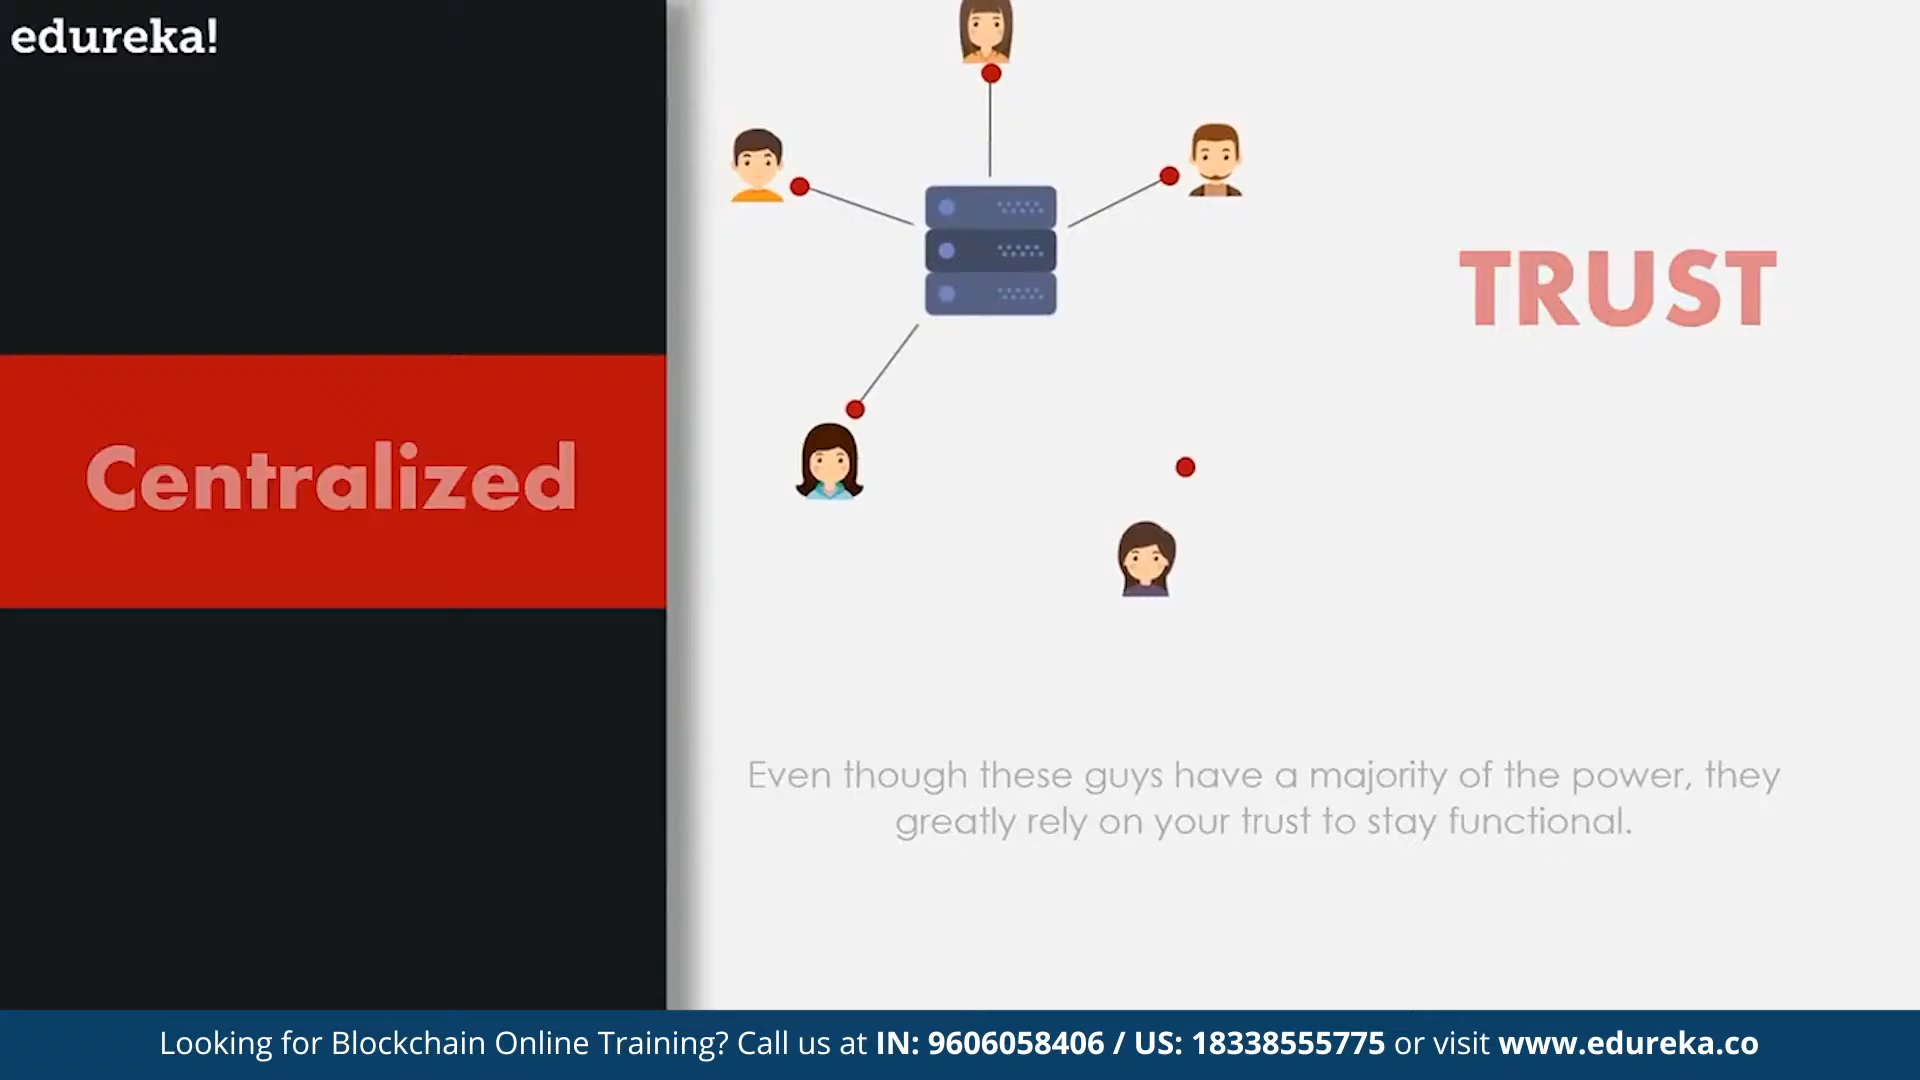 edureka!
TRUST
Centralized
Even though these guys have a majority of the power, they
greatly rely on your trust to stay functional.
Looking for Blockchain Online Training? Call us at IN: 9606058406 / US: 18338555775 or visit www.edureka.co